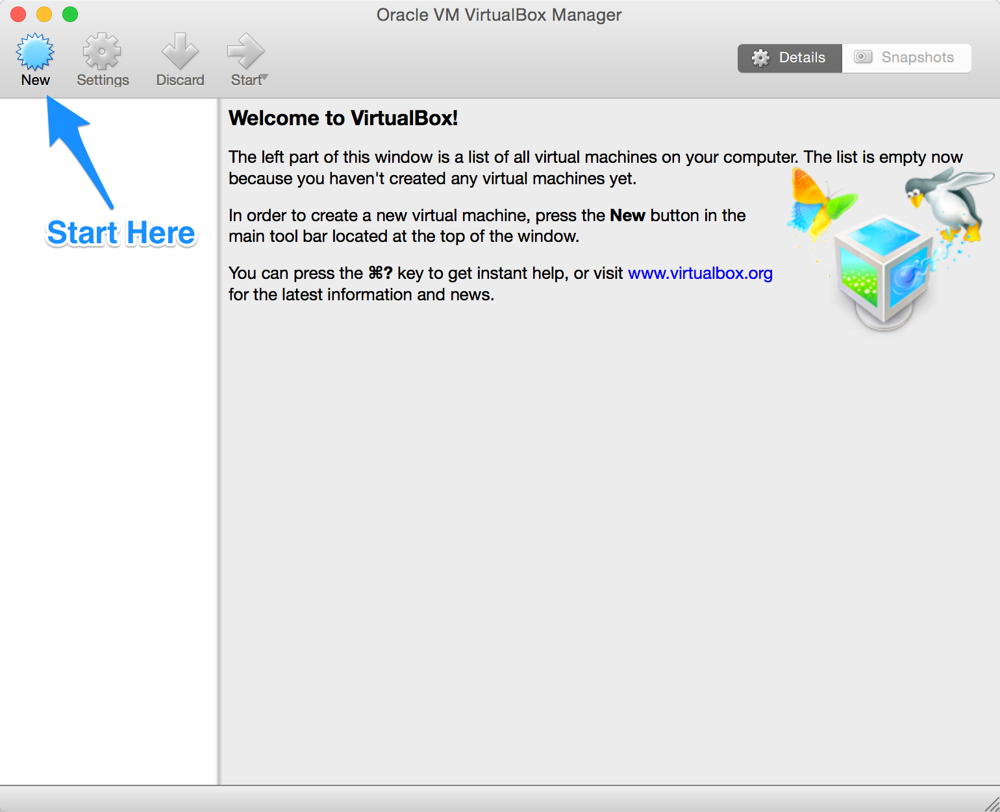 Oracle VM VirtualBox Manager
New
Settings
Discard
Start
Details
Snapshots
Start Here
Welcome to VirtualBox!
The left part of this window is a list of all virtual machines on your computer. The list is empty now
because you haven't created any virtual machines yet.
In order to create a new virtual machine, press the New button in the
main tool bar located at the top of the window.
You can press the ⌘? key to get instant help, or visit www.virtualbox.org
for the latest information and news.